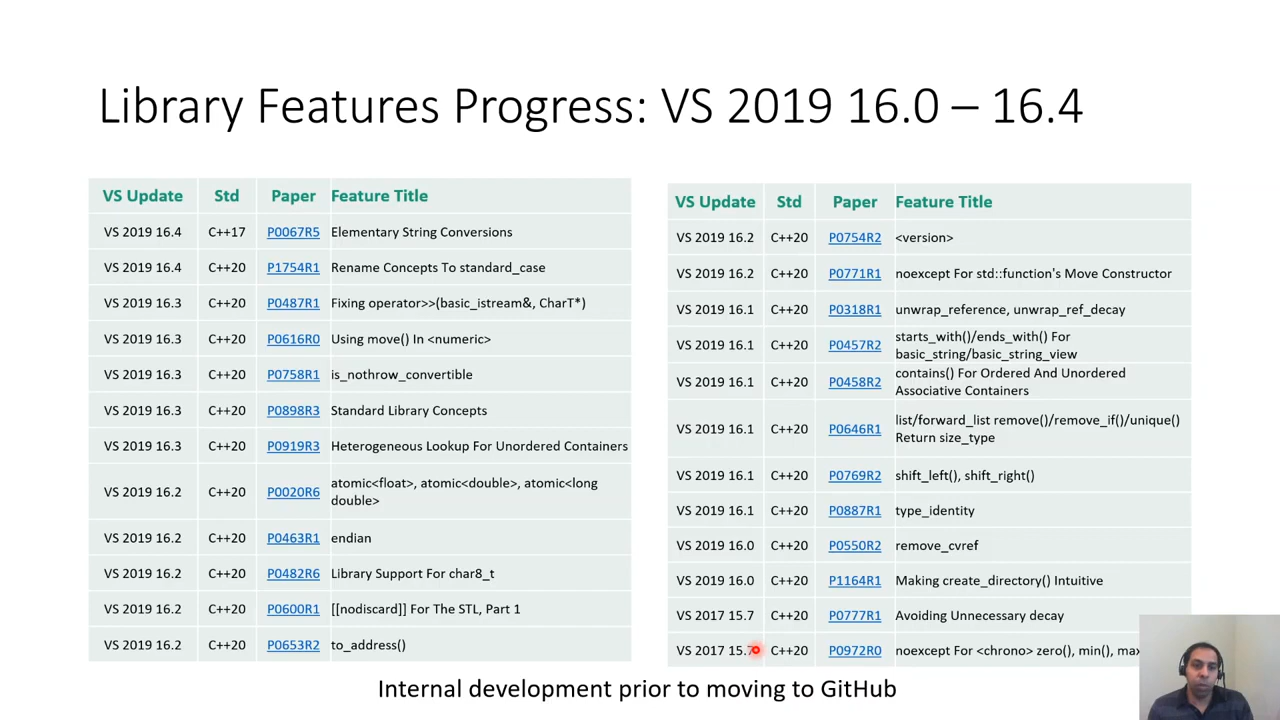 Library Features Progress: VS 2019 16.0 – 16.4
VS Update Std Paper Feature Title
VS 2019 16.4 C++17 P0067R5 Elementary String Conversions
VS 2019 16.4 C++20 P1754R1 Rename Concepts To standard_case
VS 2019 16.3 C++20 P0487R1 Fixing operator>>(basic_istream&, CharT*)
VS 2019 16.3 C++20 P0616R0 Using move() In <numeric>
VS 2019 16.3 C++20 P0758R1 is_nothrow_convertible
VS 2019 16.3 C++20 P0898R3 Standard Library Concepts
VS 2019 16.3 C++20 P0919R3 Heterogeneous Lookup For Unordered Containers
VS 2019 16.2 C++20 P0020R6 atomic<float>, atomic<double>, atomic<long
double>
VS 2019 16.2 C++20 P0463R1 endian
VS 2019 16.2 C++20 P0482R6 Library Support For char8_t
VS 2019 16.2 C++20 P0600R1 [[nodiscard]] For The STL, Part 1
VS 2019 16.2 C++20 P0653R2 to_address()
VS Update Std Paper Feature Title
VS 2019 16.2 C++20 P0754R2 <version>
VS 2019 16.2 C++20 P0771R1 noexcept For std::function's Move Constructor
VS 2019 16.1 C++20 P0318R1 unwrap_reference, unwrap_ref_decay
VS 2019 16.1 C++20 P0457R2 starts_with()/ends_with() For
basic_string/basic_string_view
VS 2019 16.1 C++20 P0458R2 contains() For Ordered And Unordered
Associative Containers
VS 2019 16.1 C++20 P0646R1 list/forward_list remove()/remove_if()/unique()
Return size_type
VS 2019 16.1 C++20 P0769R2 shift_left(), shift_right()
VS 2019 16.1 C++20 P0887R1 type_identity
VS 2019 16.0 C++20 P0550R2 remove_cvref
VS 2019 16.0 C++20 P1164R1 Making create_directory() Intuitive
VS 2017 15.7 C++20 P0777R1 Avoiding Unnecessary decay
VS 2017 15.7 C++20 P0972R0 noexcept For <chrono> zero(), min(), max
Internal development prior to moving to GitHub